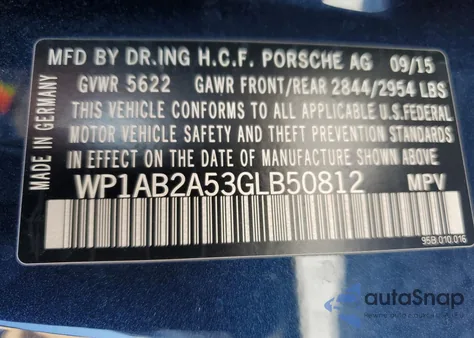 MFD BY DR.ING H.C.F. PORSCHE AG 09/15
GVWR 5622 GAWR FRONT/REAR 2844/2954 LBS
THIS VEHICLE CONFORMS TO ALL APPLICABLE U.S.FEDERAL
MOTOR VEHICLE SAFETY AND THEFT PREVENTION STANDARDS
IN EFFECT ON THE DATE OF MANUFACTURE SHOWN ABOVE
WP1AB2A53GLB50812 MPV
MADE IN GERMANY
95B.010.016
autoSnap